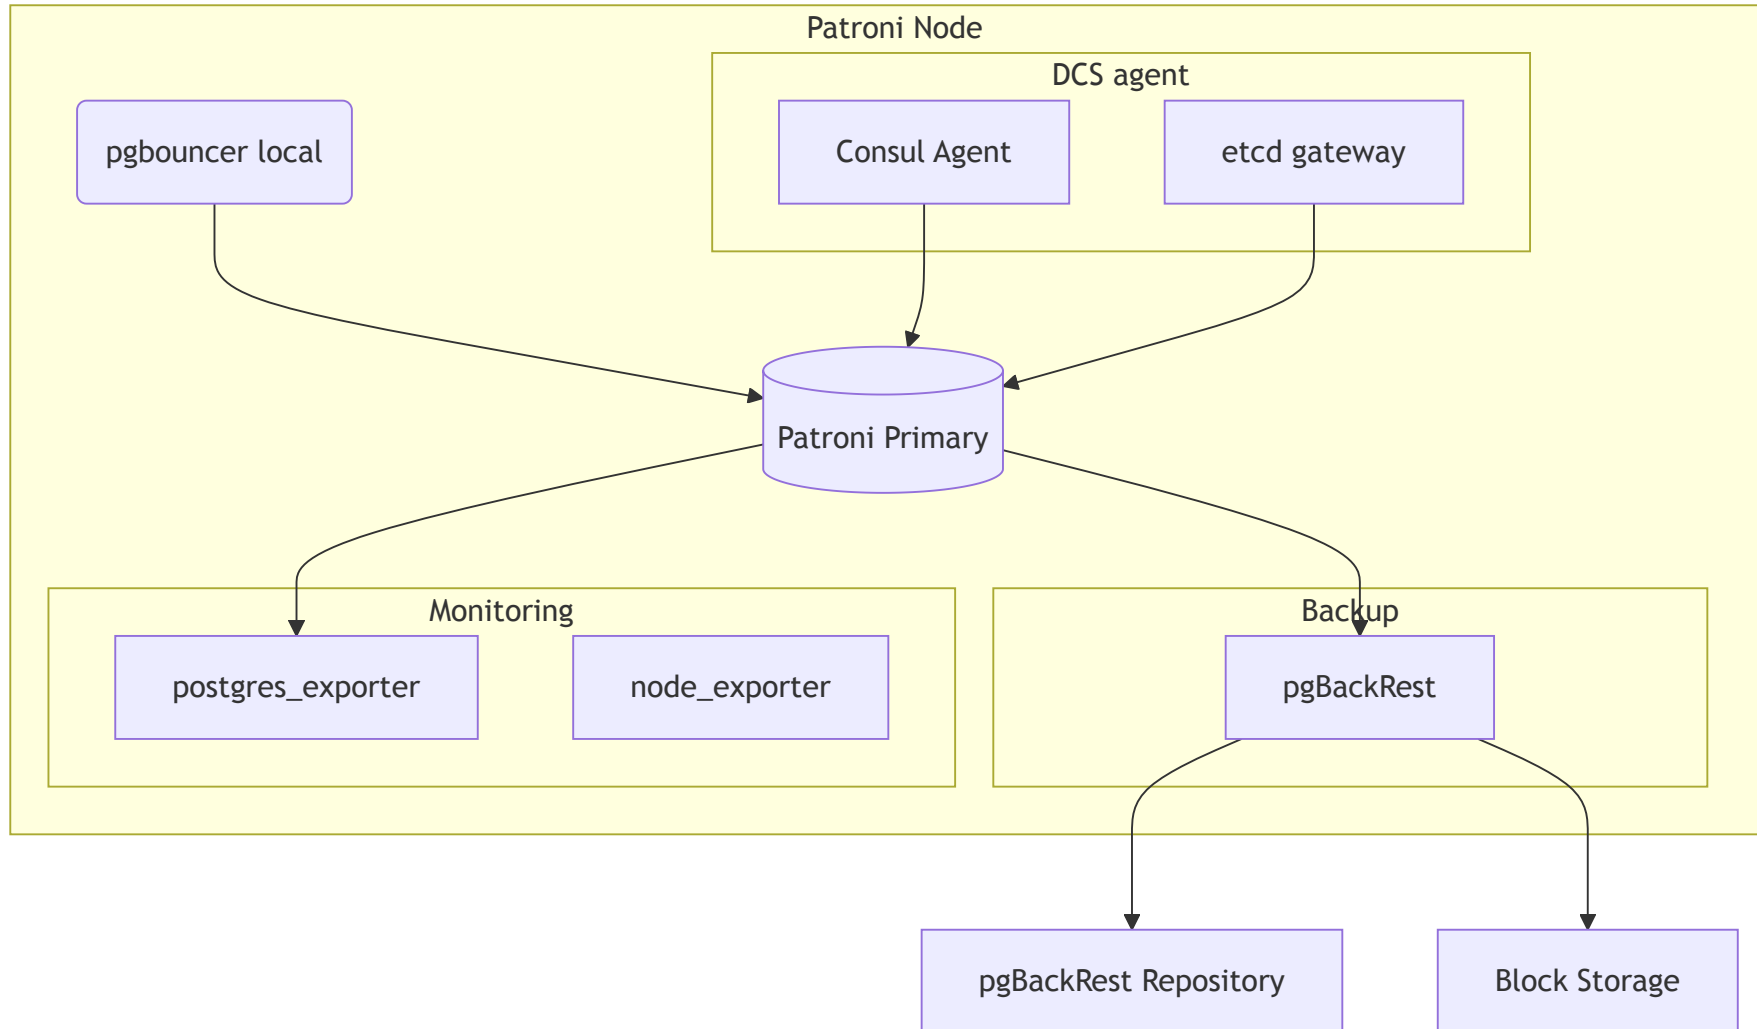 Patroni Node
DCS agent
pgbouncer local
Consul Agent
etcd gateway
Patroni Primary
Monitoring
Backup
postgres_exporter
node_exporter
pgBackRest
pgBackRest Repository
Block Storage